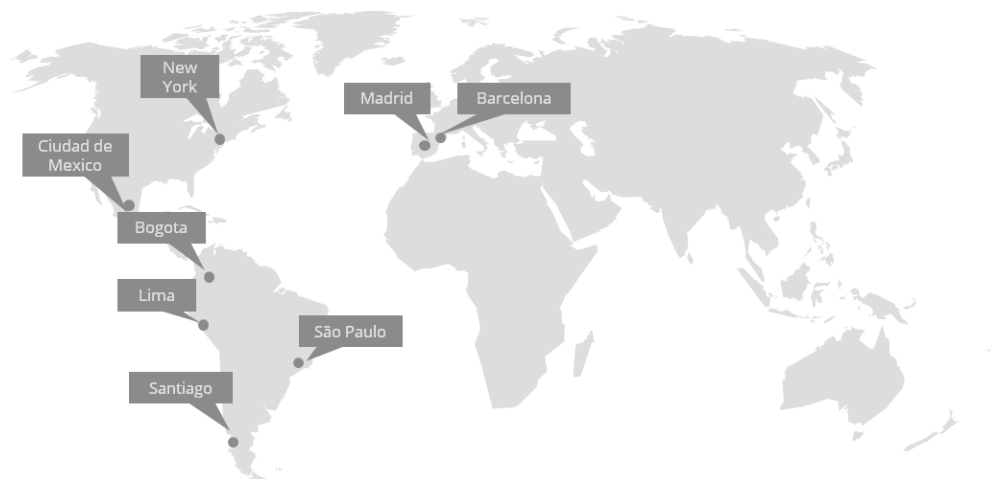 New
York
Madrid
Barcelona
Ciudad de
Mexico
Bogota
Lima
São Paulo
Santiago